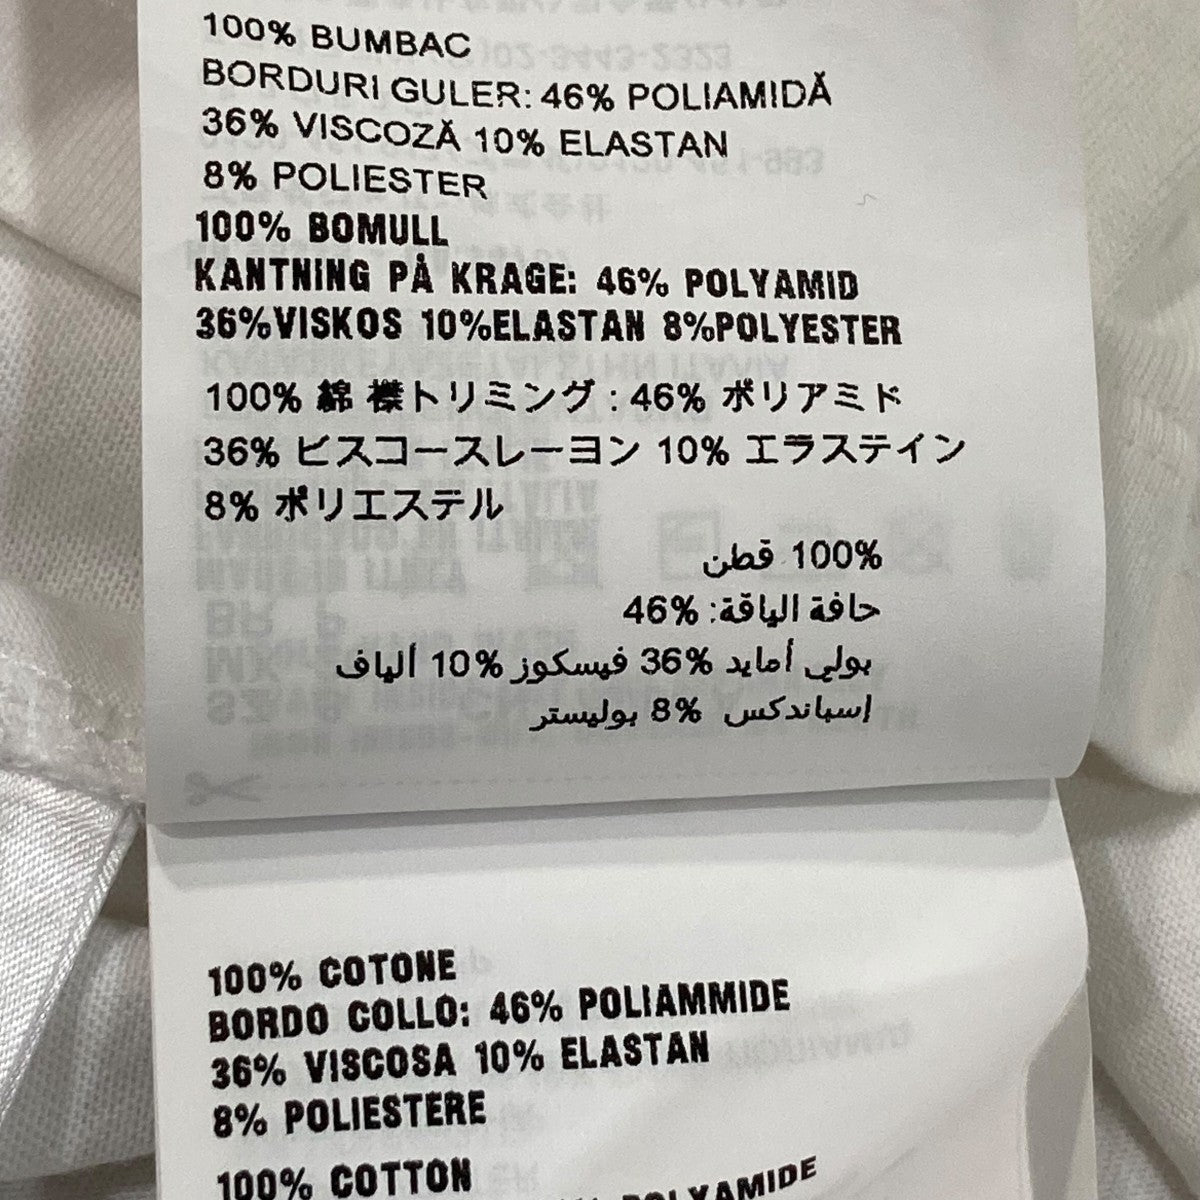 100% BUMBAC
BORDURI GULER: 46% POLIAMIDĂ
36% VISCOZĂ 10% ELASTAN
8% POLIESTER
100% BOMULL
KANTNING PÅ KRAGE: 46% POLYAMID
36%VISKOS 10%ELASTAN 8%POLYESTER
100% 綿 襟トリミング : 46% ポリアミド
36% ビスコースレーヨン 10% エラステイン
8% ポリエステル
100% قطن
حافة الياقة: 46%
بولي أمايد 36% فيسكوز 10% ألياف
إسباندكس 8% بوليستر
100% COTONE
BORDO COLLO: 46% POLIAMMIDE
36% VISCOSA 10% ELASTAN
8% POLIESTERE
100% COTTON
POLYAMIDE